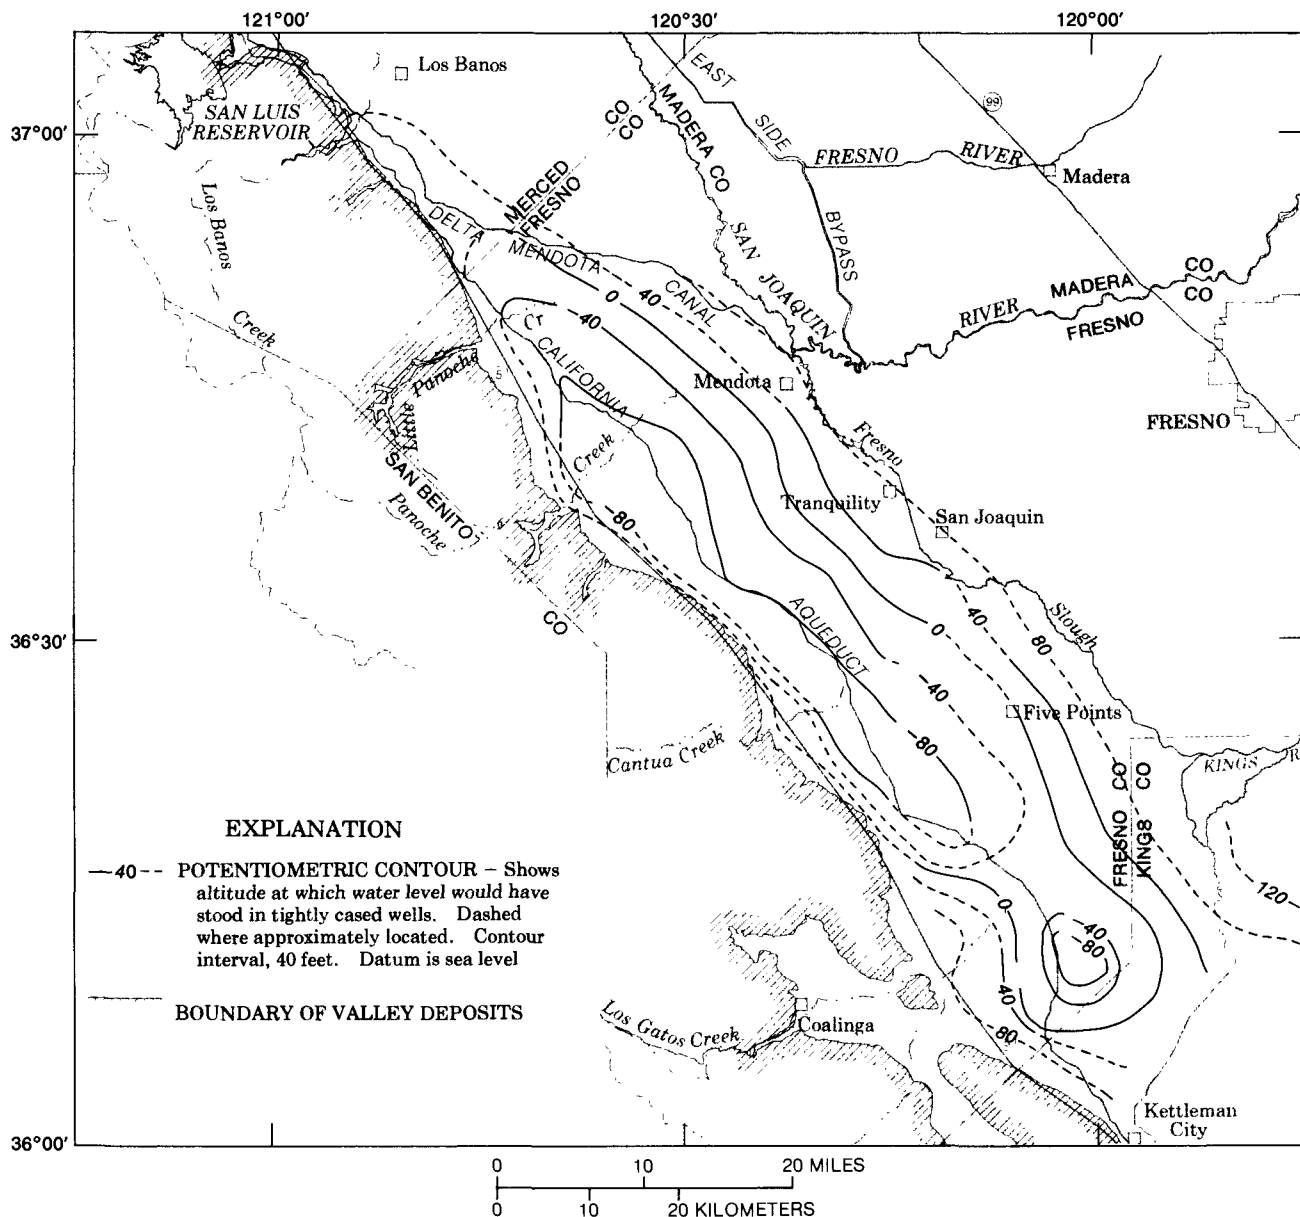 121°00'
120°30'
120°00'
37°00'
36°30'
36°00'
Los Banos
SAN LUIS
RESERVOIR
Los Banos
Creek
EAST
SIDE
BYPASS
MADERA CO
CO
CO
MERCED
FRESNO
99
FRESNO RIVER
Madera
DELTA
MENDOTA
CANAL
SAN JOAQUIN
RIVER
MADERA CO
FRESNO CO
FRESNO
0
40
-40
Cr
CALIFORNIA
Panoche
5
Little
Mendota
Creek
Fresno
Tranquility
San Joaquin
SAN BENITO
Panoche
CO
-80
AQUEDUCT
0
40
80
Slough
-40
Five Points
-80
Cantua Creek
FRESNO CO
KINGS CO
KINGS R
120
EXPLANATION
—40-- POTENTIOMETRIC CONTOUR – Shows
altitude at which water level would have
stood in tightly cased wells. Dashed
where approximately located. Contour
interval, 40 feet. Datum is sea level
BOUNDARY OF VALLEY DEPOSITS
0
-40
-80
40
80
Los Gatos Creek
Coalinga
Kettleman
City
0 10 20 MILES
0 10 20 KILOMETERS